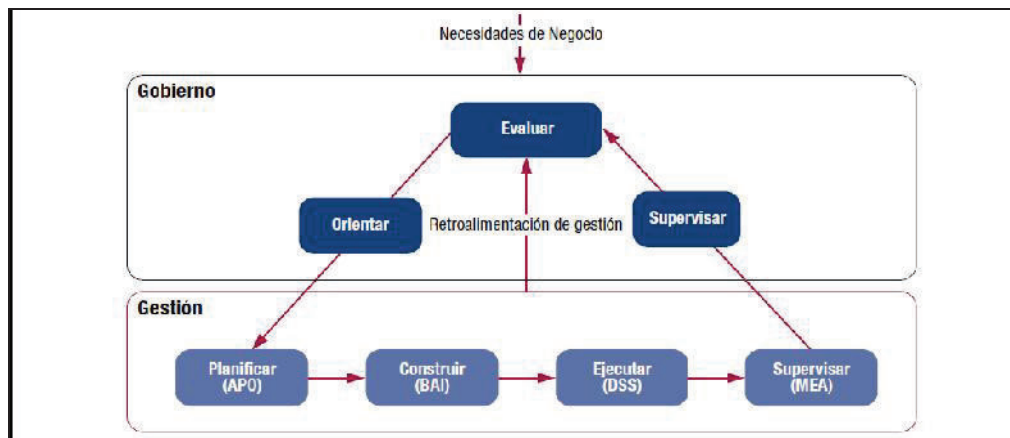 Necesidades de Negocio
Gobierno
Evaluar
Orientar
Retroalimentación de gestión
Supervisar
Gestión
Planificar
(APO)
Construir
(BAI)
Ejecutar
(DSS)
Supervisar
(MEA)